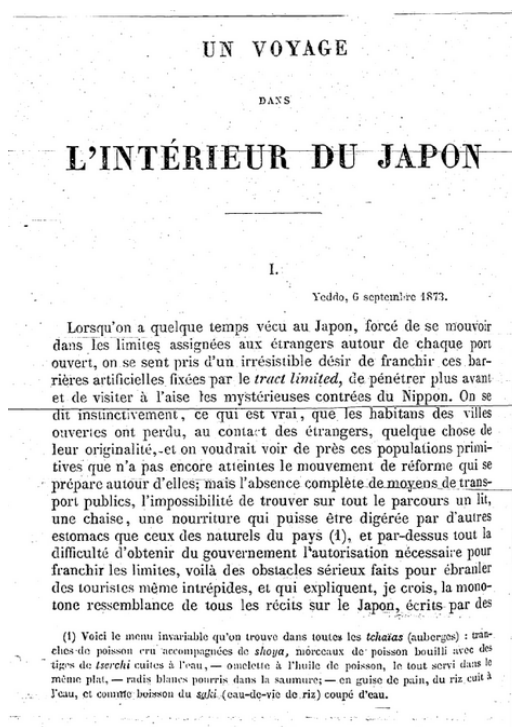 UN VOYAGE
DANS
L'INTÉRIEUR DU JAPON
I.
Yeddo, 6 septembre 1873.
Lorsqu'on a quelque temps vécu au Japon, forcé de se mouvoir
dans les limites assignées aux étrangers autour de chaque port
ouvert, on se sent pris d'un irrésistible désir de franchir ces bar-
rières artificielles fixées par le tract limited, de pénétrer plus avant
et de visiter à l'aise les mystérieuses contrées du Nippon. On se
dit instinctivement, ce qui est vrai, que les habitans des villes
ouvertes ont perdu, au contact des étrangers, quelque chose de
leur originalité, et on voudrait voir de près ces populations primi-
tives que n'a pas encore atteintes le mouvement de réforme qui se
prépare autour d'elles; mais l'absence complète de moyens de trans-
port publics, l'impossibilité de trouver sur tout le parcours un lit,
une chaise, une nourriture qui puisse être digérée par d'autres
estomacs que ceux des naturels du pays (1), et par-dessus tout la
difficulté d'obtenir du gouvernement l'autorisation nécessaire pour
franchir les limites, voilà des obstacles sérieux faits pour ébranler
des touristes même intrépides, et qui expliquent, je crois, la mono-
tone ressemblance de tous les récits sur le Japon, écrits par des
(1) Voici le menu invariable qu'on trouve dans toutes les tchaïas (auberges) : tran-
ches de poisson cru accompagnées de shoya, morceaux de poisson bouilli avec des
tiges de tserchi cuites à l'eau, — omelette à l'huile de poisson, le tout servi dans le
même plat, — radis blancs pourris dans la saumure; — en guise de pain, du riz cuit à
l'eau, et comme boisson du saki (eau-de-vie de riz) coupé d'eau.